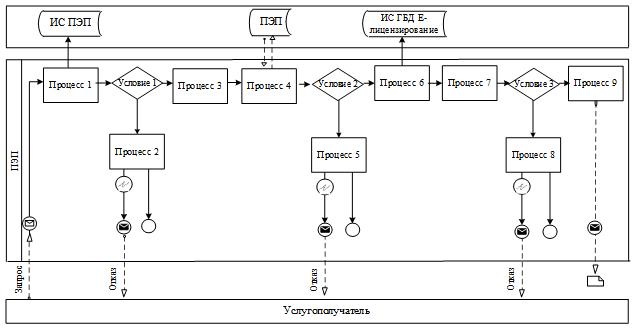 ИС ПЭП
ПЭП
ИС ГБД Е-
лицензирование
ПЭП
Процесс 1
Условие 1
Процесс 3
Процесс 4
Условие 2
Процесс 6
Процесс 7
Условие 3
Процесс 9
Процесс 2
Процесс 5
Процесс 8
Запрос
Отказ
Отказ
Отказ
Услугополучатель